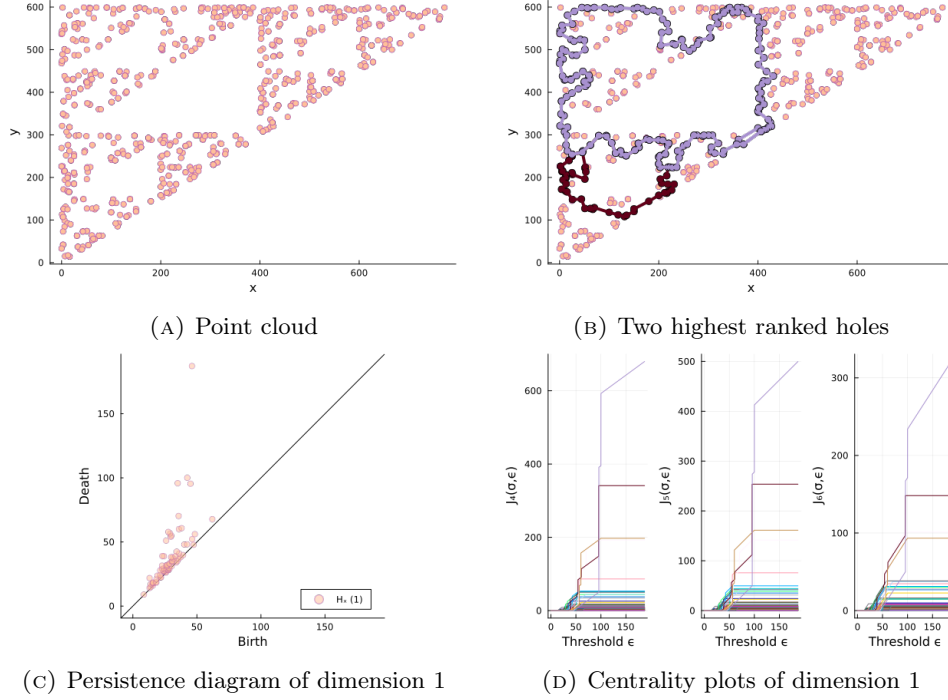 600
500
400
300
200
100
0
y
0
200
400
600
x
(A) Point cloud
600
500
400
300
200
100
0
y
0
200
400
600
x
(B) Two highest ranked holes
150
100
50
0
Death
H* (1)
0
50
100
150
Birth
(C) Persistence diagram of dimension 1
600
400
200
0
J₄(σ,ϵ)
0 50 100 150
Threshold ϵ
500
400
300
200
100
0
J₅(σ,ϵ)
0 50 100 150
Threshold ϵ
300
200
100
0
J₆(σ,ϵ)
0 50 100 150
Threshold ϵ
(D) Centrality plots of dimension 1